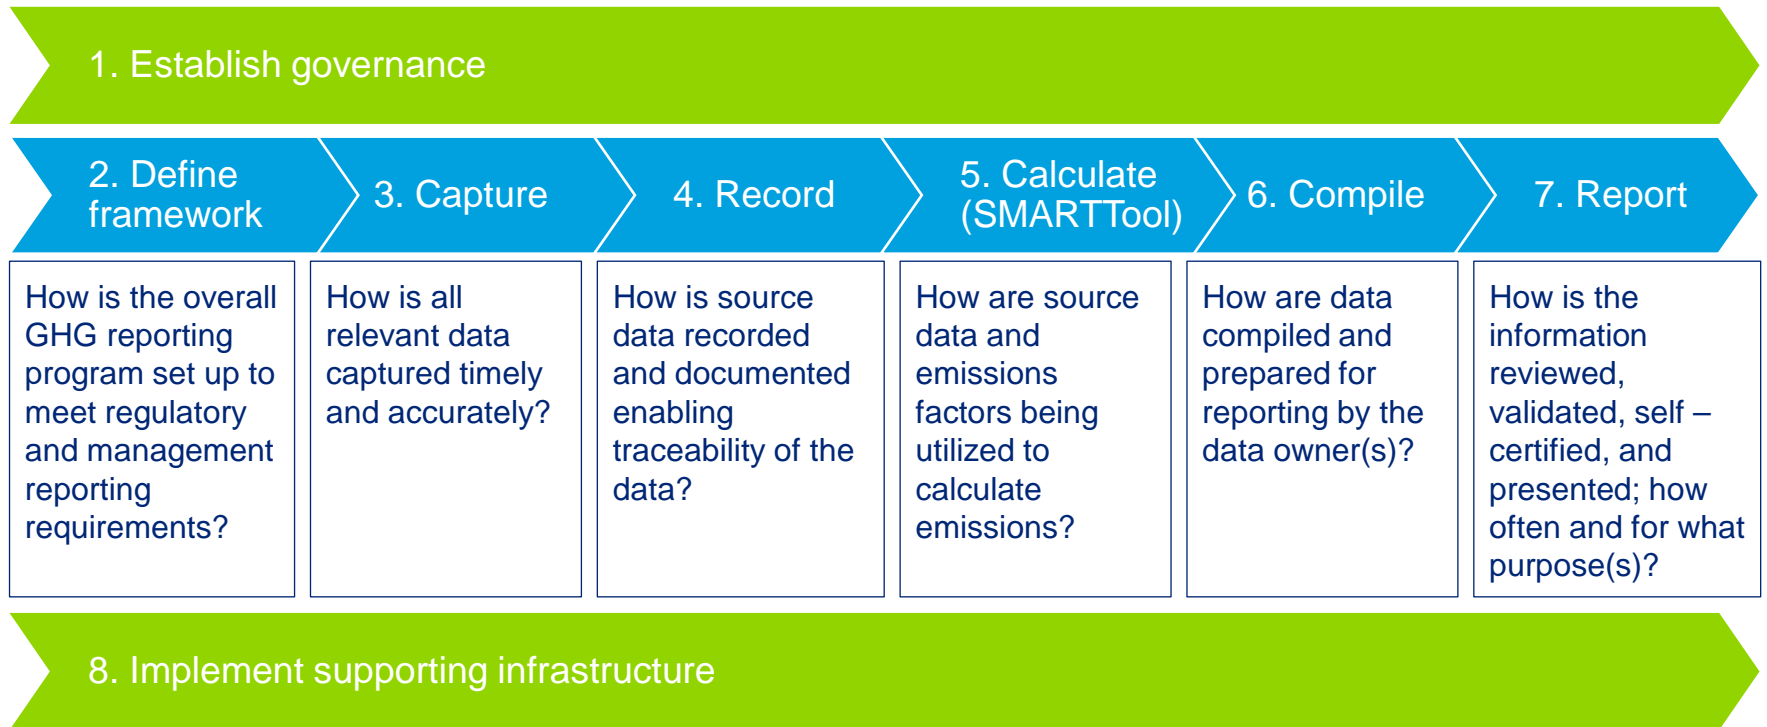 1. Establish governance
2. Define
framework
3. Capture
4. Record
5. Calculate
(SMARTTool)
6. Compile
7. Report
How is the overall
GHG reporting
program set up to
meet regulatory
and management
reporting
requirements?
How is all
relevant data
captured timely
and accurately?
How is source
data recorded
and documented
enabling
traceability of the
data?
How are source
data and
emissions
factors being
utilized to
calculate
emissions?
How are data
compiled and
prepared for
reporting by the
data owner(s)?
How is the
information
reviewed,
validated, self –
certified, and
presented; how
often and for what
purpose(s)?
8. Implement supporting infrastructure